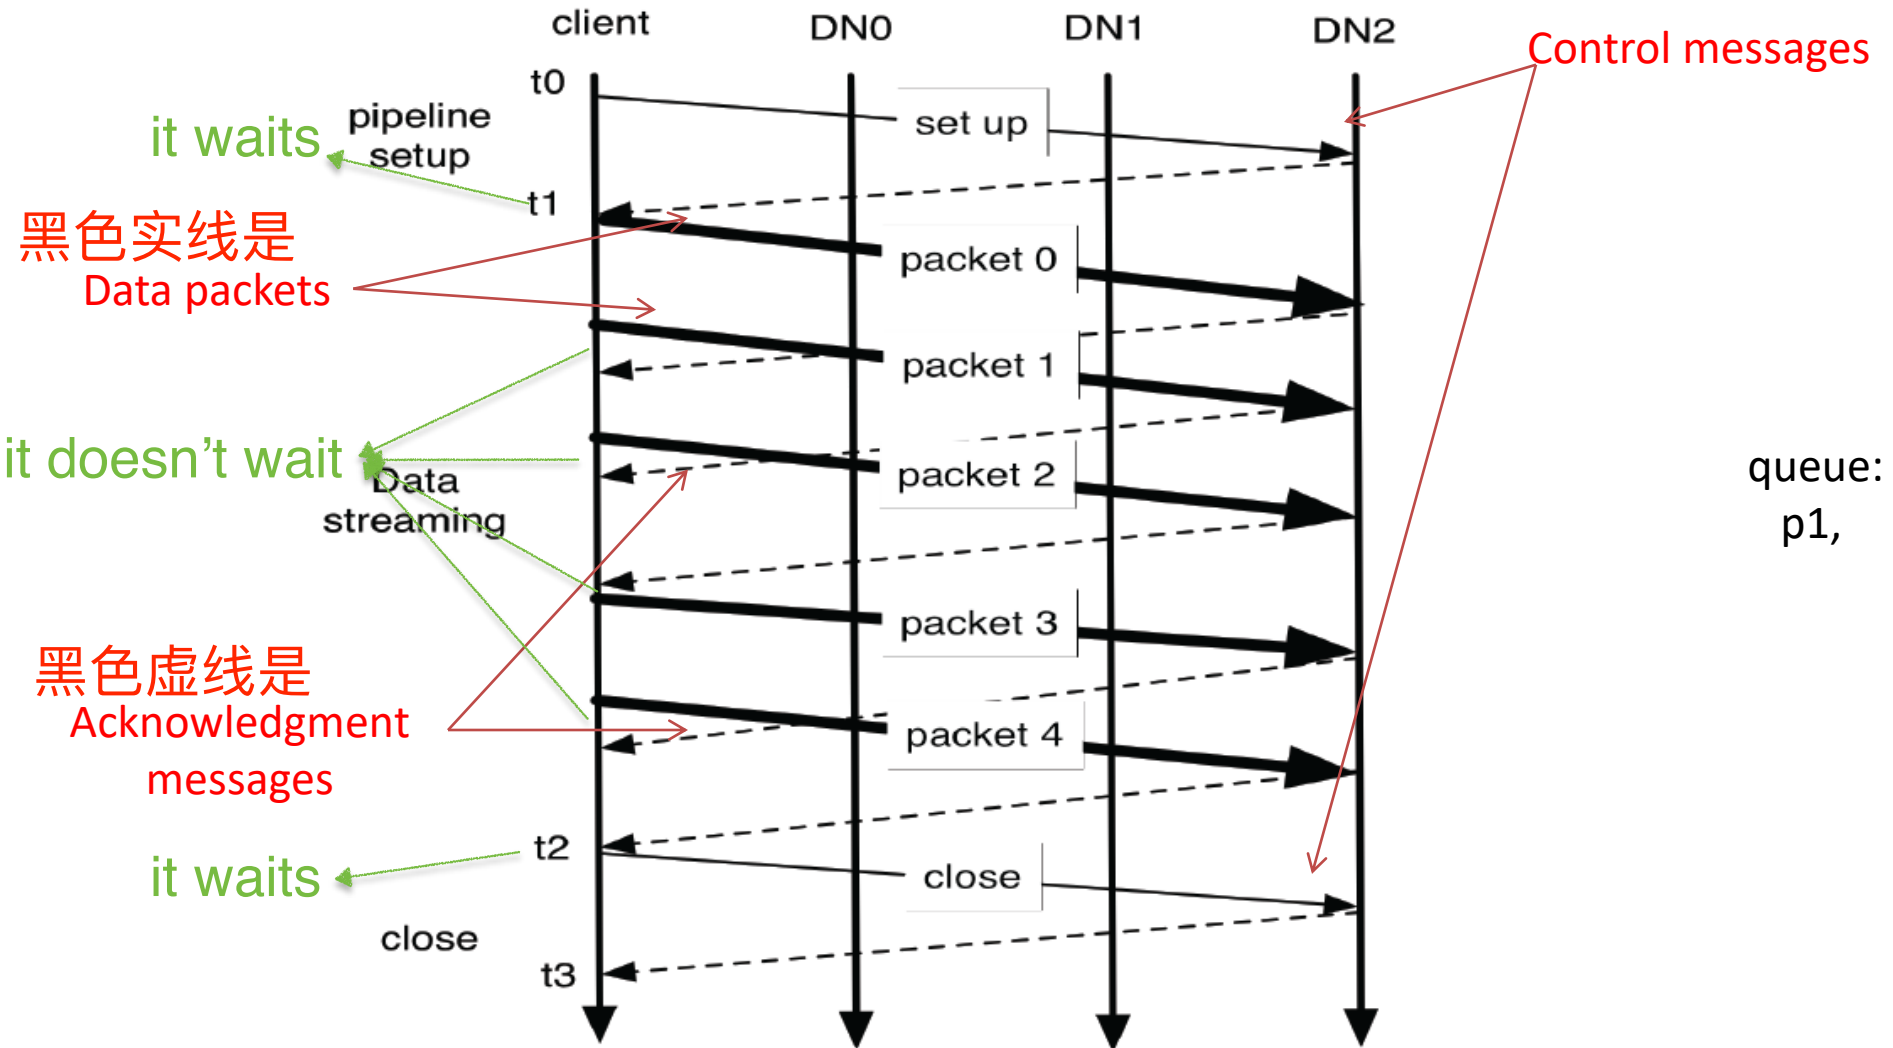 client
DN0
DN1
DN2
Control messages
t0
set up
pipeline
setup
it waits
t1
黑色实线是
Data packets
packet 0
packet 1
it doesn't wait
Data
streaming
packet 2
queue:
p1,
packet 3
黑色虚线是
Acknowledgment
messages
packet 4
t2
it waits
close
close
t3